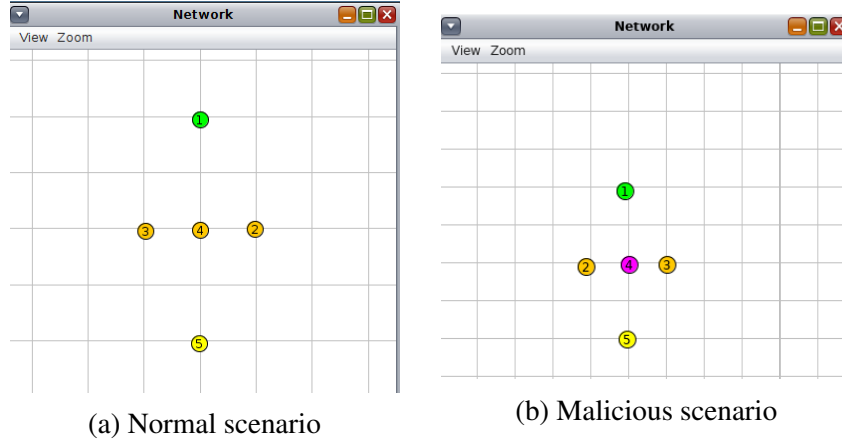 Network
View Zoom
1
3 4 2
5
(a) Normal scenario
Network
View Zoom
1
2 4 3
5
(b) Malicious scenario